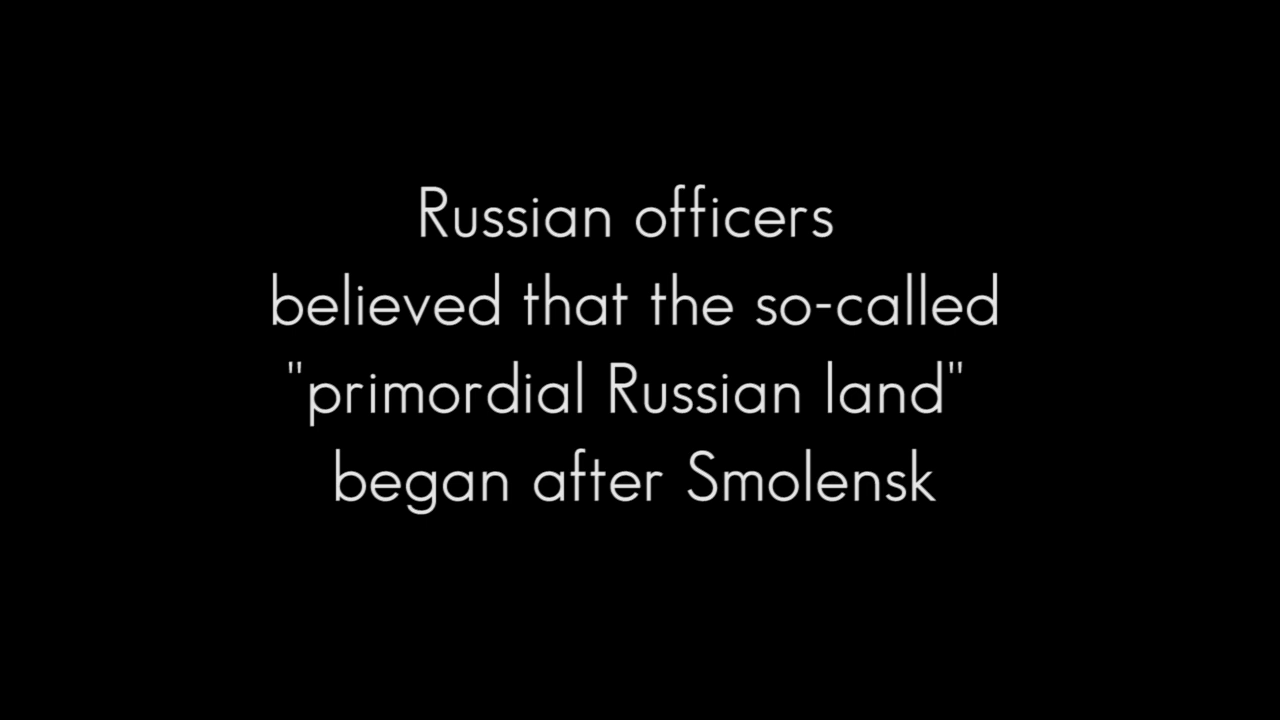 Russian officers
believed that the so-called
"primordial Russian land"
began after Smolensk